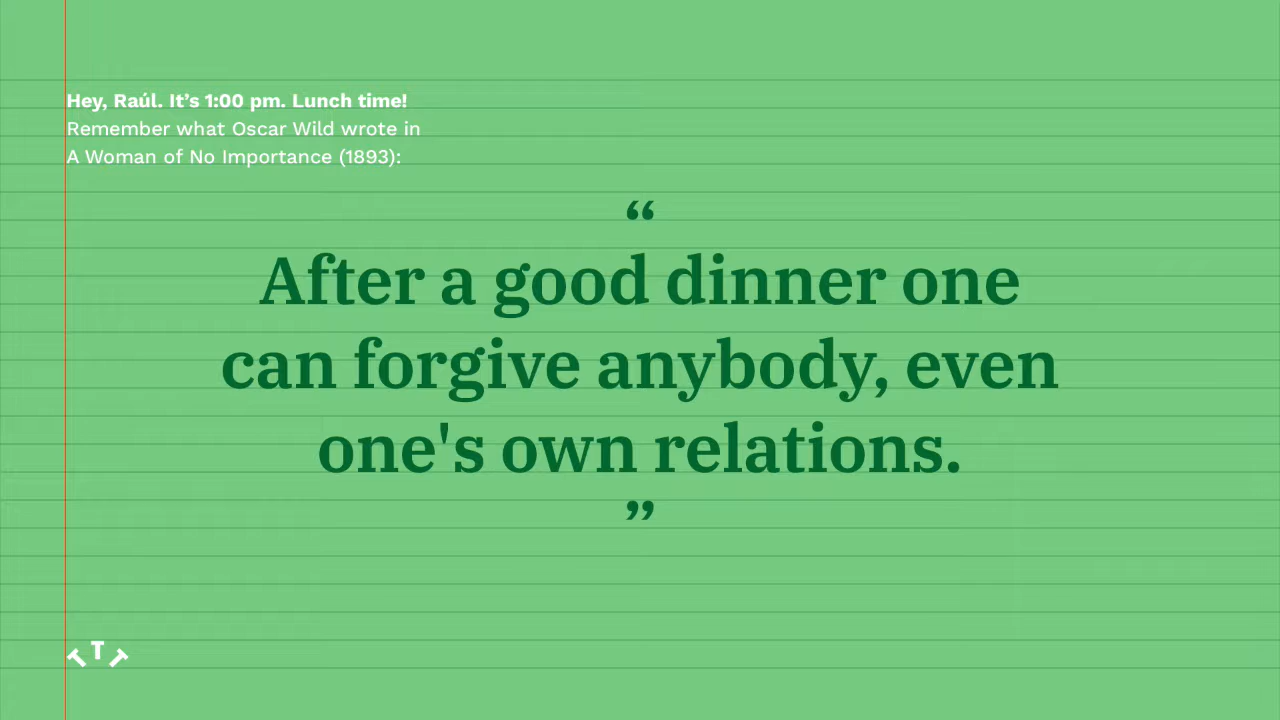 Hey, Raúl. It’s 1:00 pm. Lunch time!
Remember what Oscar Wild wrote in
A Woman of No Importance (1893):
“
After a good dinner one
can forgive anybody, even
one's own relations.
”
TTT